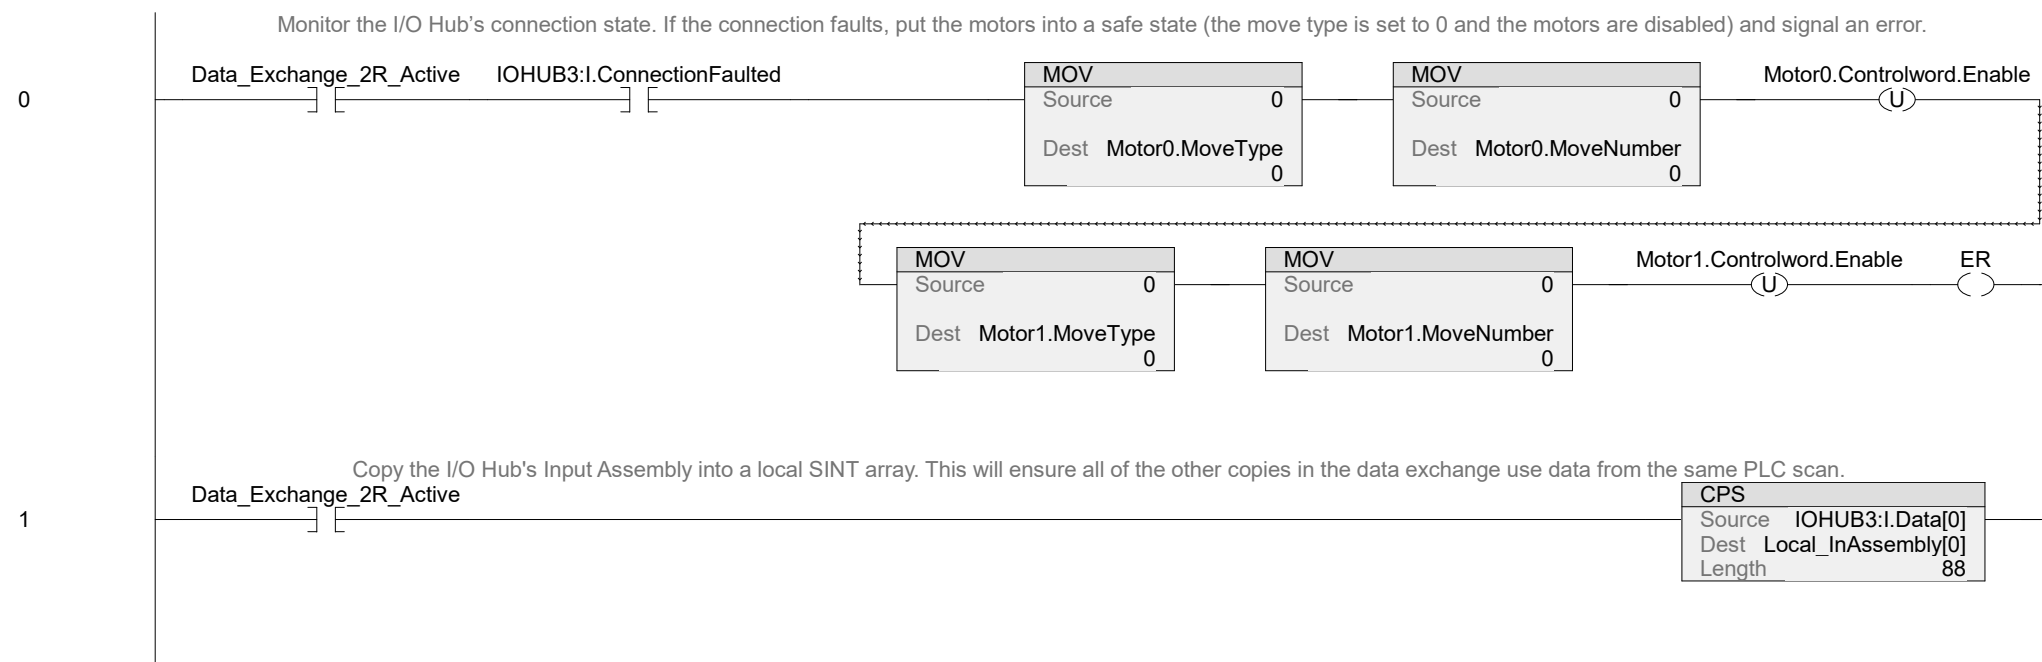 Monitor the I/O Hub’s connection state. If the connection faults, put the motors into a safe state (the move type is set to 0 and the motors are disabled) and signal an error.
0
Data_Exchange_2R_Active
IOHUB3:I.ConnectionFaulted
MOV
Source 0
Dest Motor0.MoveType
0
MOV
Source 0
Dest Motor0.MoveNumber
0
Motor0.Controlword.Enable
U
MOV
Source 0
Dest Motor1.MoveType
0
MOV
Source 0
Dest Motor1.MoveNumber
0
Motor1.Controlword.Enable
U
ER
Copy the I/O Hub's Input Assembly into a local SINT array. This will ensure all of the other copies in the data exchange use data from the same PLC scan.
1
Data_Exchange_2R_Active
CPS
Source IOHUB3:I.Data[0]
Dest Local_InAssembly[0]
Length 88